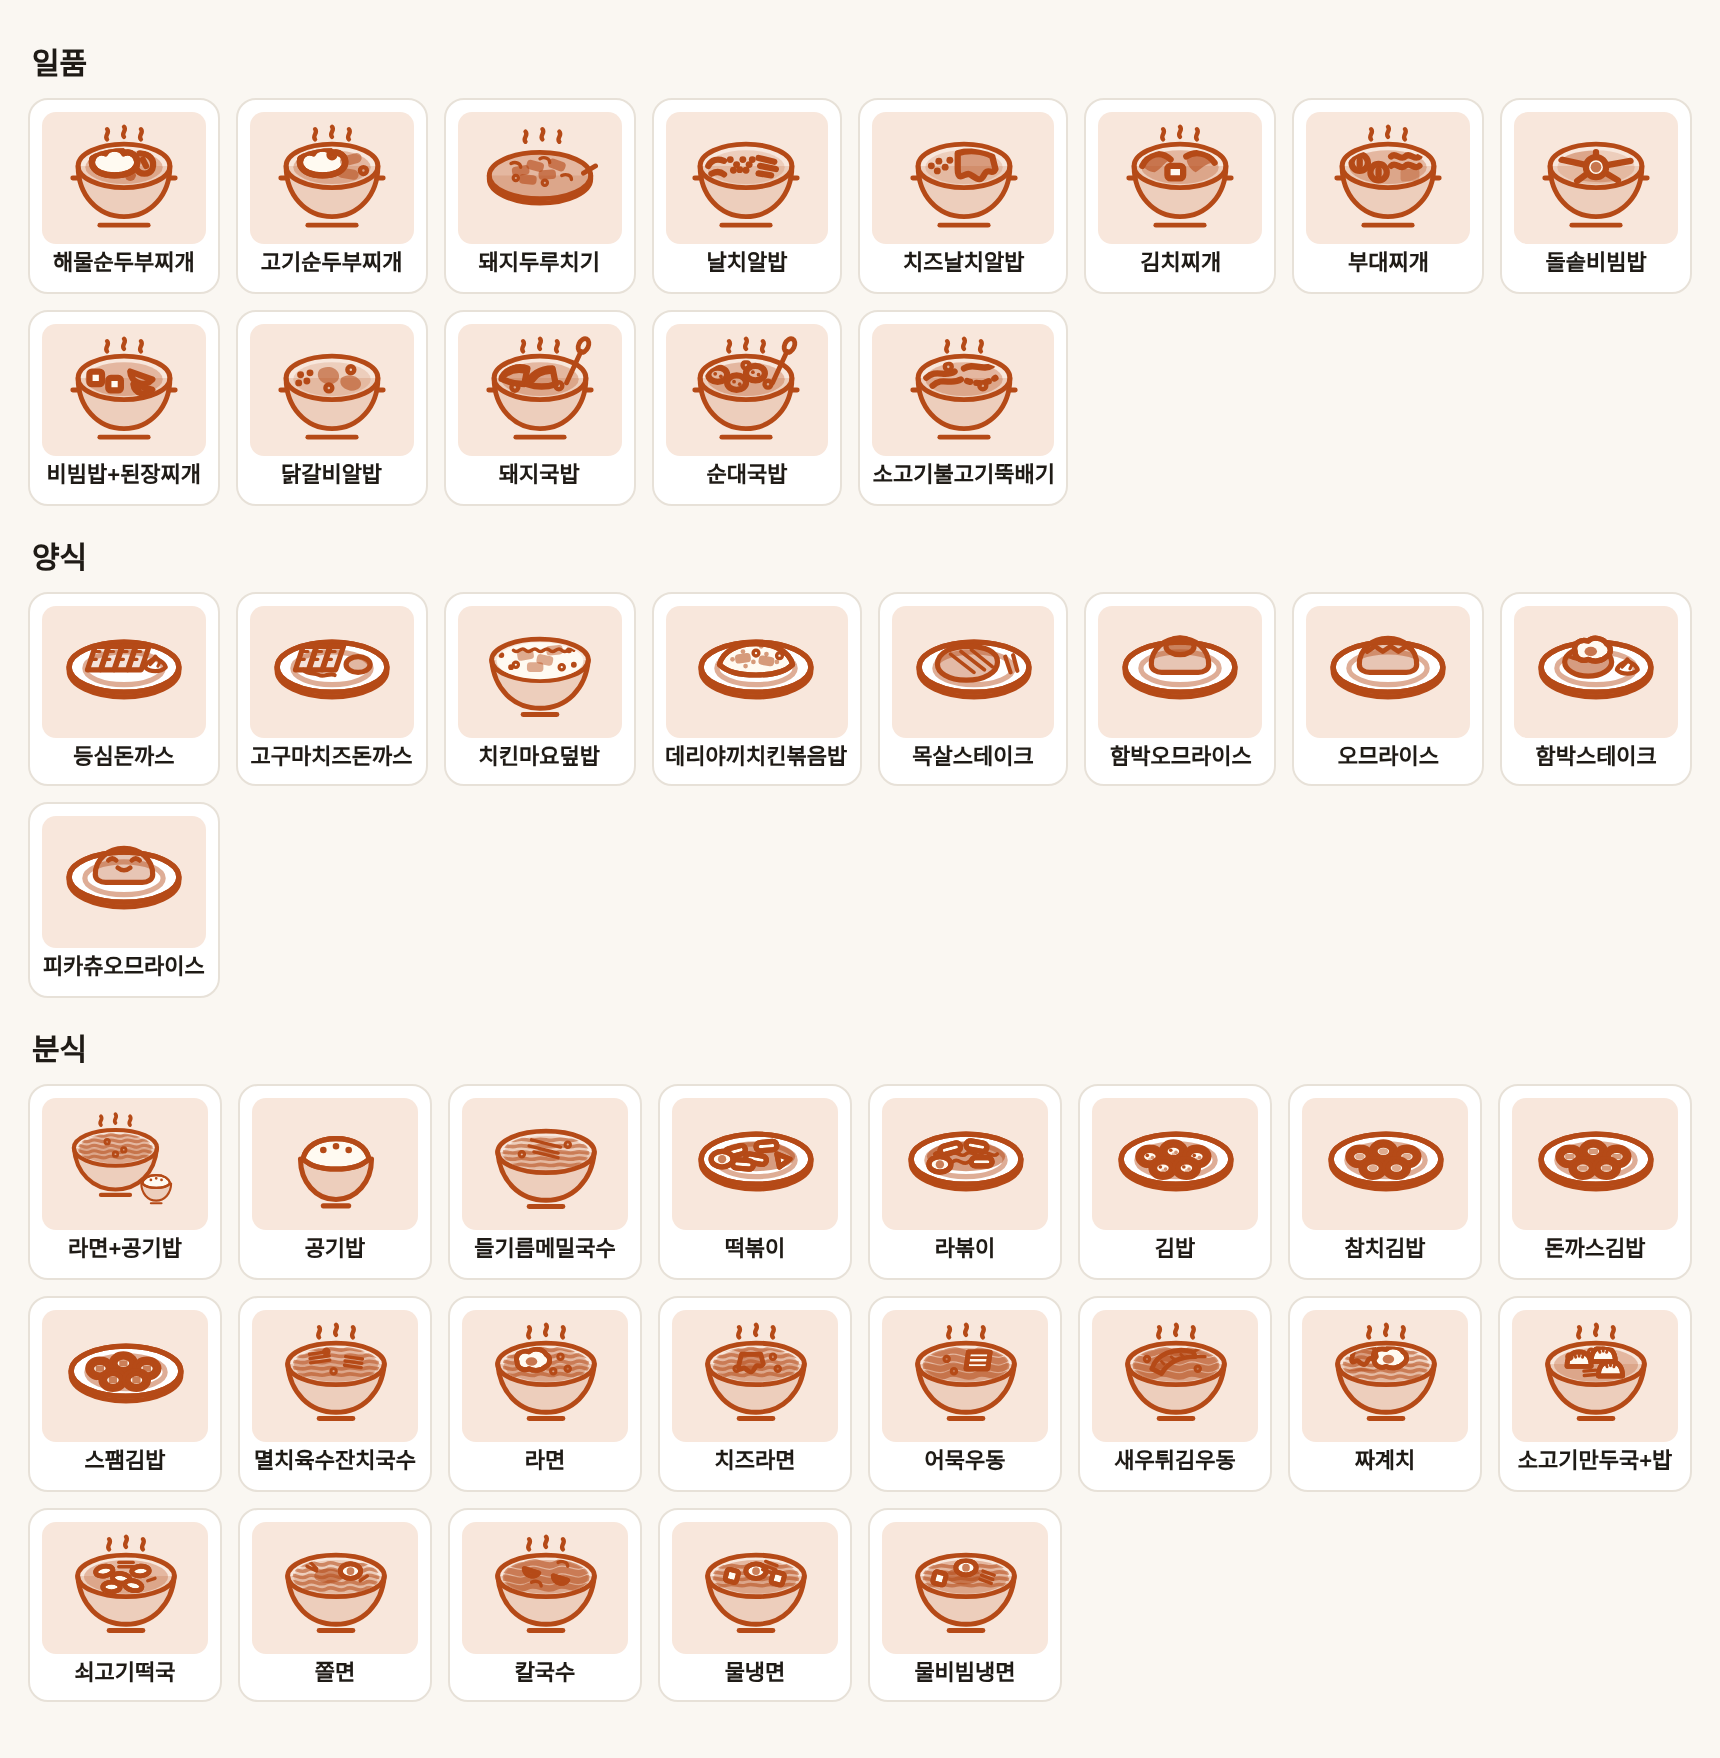 일품
해물순두부찌개
고기순두부찌개
돼지두루치기
날치알밥
치즈날치알밥
김치찌개
부대찌개
돌솥비빔밥
비빔밥+된장찌개
닭갈비알밥
돼지국밥
순대국밥
소고기불고기뚝배기
양식
등심돈까스
고구마치즈돈까스
치킨마요덮밥
데리야끼치킨볶음밥
목살스테이크
함박오므라이스
오므라이스
함박스테이크
피카츄오므라이스
분식
라면+공기밥
공기밥
들기름메밀국수
떡볶이
라볶이
김밥
참치김밥
돈까스김밥
스팸김밥
멸치육수잔치국수
라면
치즈라면
어묵우동
새우튀김우동
짜계치
소고기만두국+밥
쇠고기떡국
쫄면
칼국수
물냉면
물비빔냉면